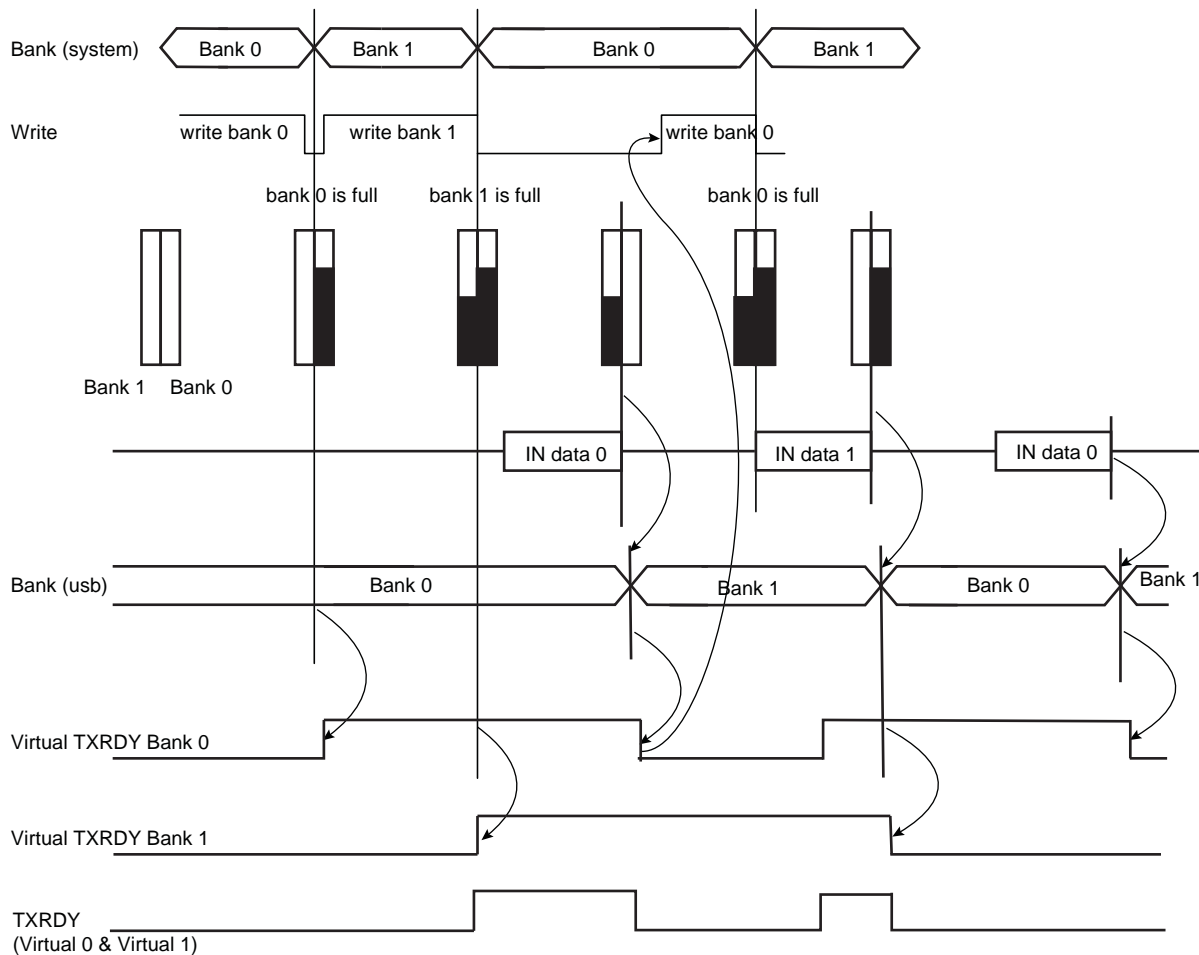 Bank (system)
Bank 0
Bank 1
Bank 0
Bank 1
Write
write bank 0
write bank 1
write bank 0
bank 0 is full
bank 1 is full
bank 0 is full
Bank 1
Bank 0
IN data 0
IN data 1
IN data 0
Bank (usb)
Bank 0
Bank 1
Bank 0
Bank 1
Virtual TXRDY Bank 0
Virtual TXRDY Bank 1
TXRDY
(Virtual 0 & Virtual 1)